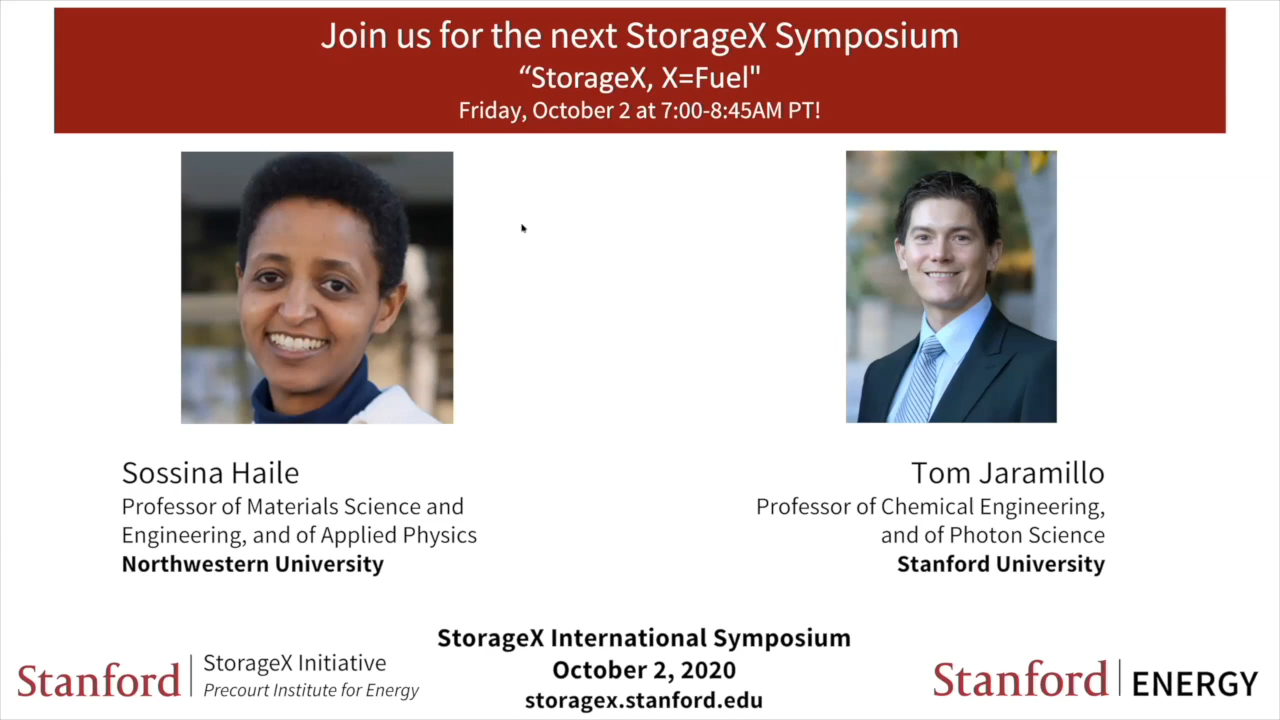 Join us for the next StorageX Symposium
“StorageX, X=Fuel"
Friday, October 2 at 7:00-8:45AM PT!
Sossina Haile
Professor of Materials Science and
Engineering, and of Applied Physics
Northwestern University
Tom Jaramillo
Professor of Chemical Engineering,
and of Photon Science
Stanford University
Stanford
StorageX Initiative
Precourt Institute for Energy
StorageX International Symposium
October 2, 2020
storagex.stanford.edu
Stanford ENERGY